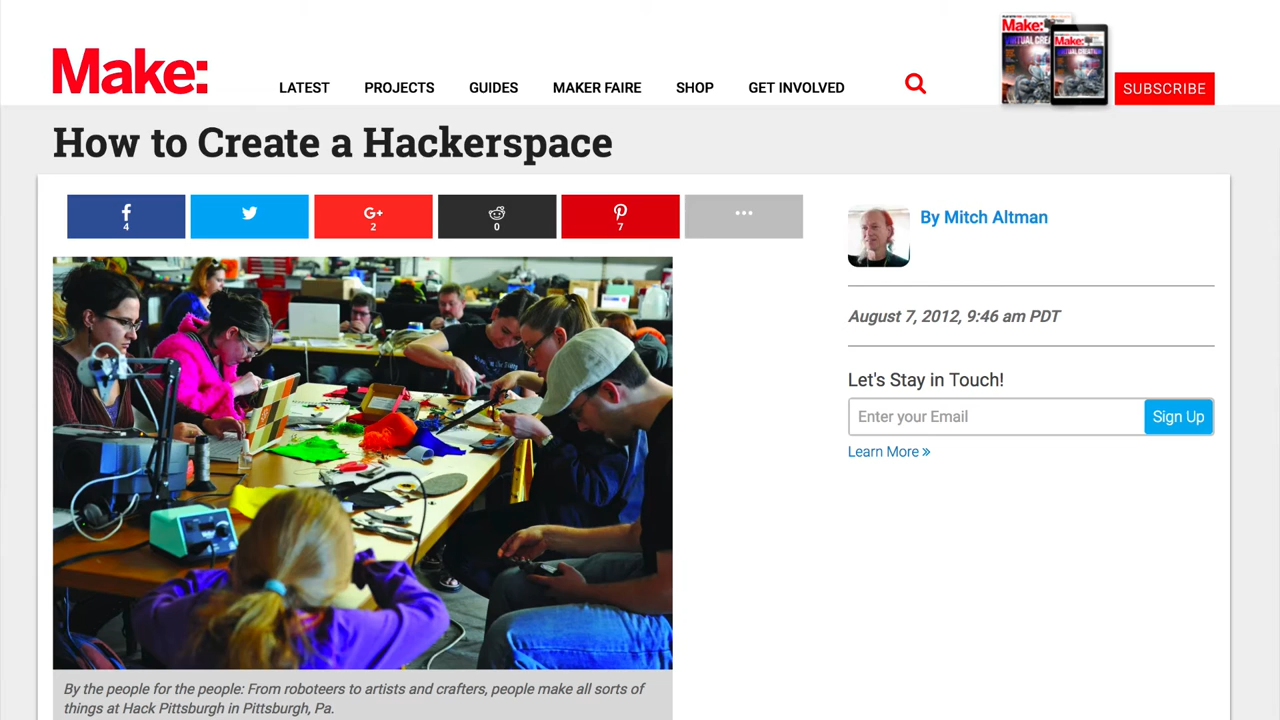 Make:
LATEST
PROJECTS
GUIDES
MAKER FAIRE
SHOP
GET INVOLVED
Make:
Make:
SUBSCRIBE
How to Create a Hackerspace
4
G+
2
0
7
By Mitch Altman
August 7, 2012, 9:46 am PDT
Let's Stay in Touch!
Enter your Email
Sign Up
Learn More »
By the people for the people: From roboteers to artists and crafters, people make all sorts of
things at Hack Pittsburgh in Pittsburgh, Pa.